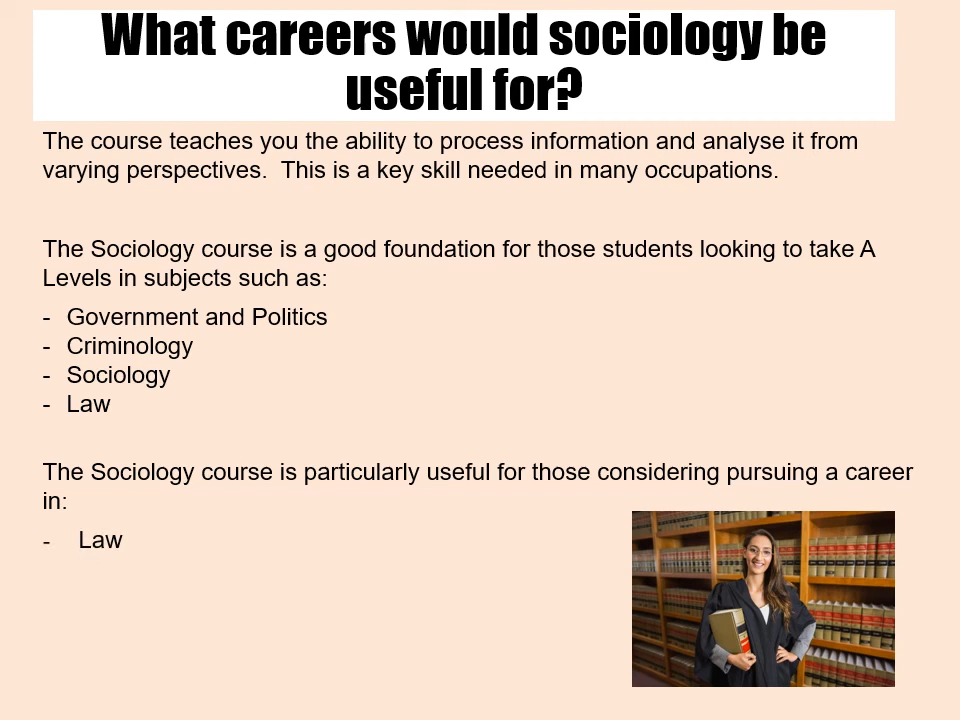 What careers would sociology be
useful for?
The course teaches you the ability to process information and analyse it from
varying perspectives.  This is a key skill needed in many occupations.
The Sociology course is a good foundation for those students looking to take A
Levels in subjects such as:
- Government and Politics
- Criminology
- Sociology
- Law
The Sociology course is particularly useful for those considering pursuing a career
in:
- Law